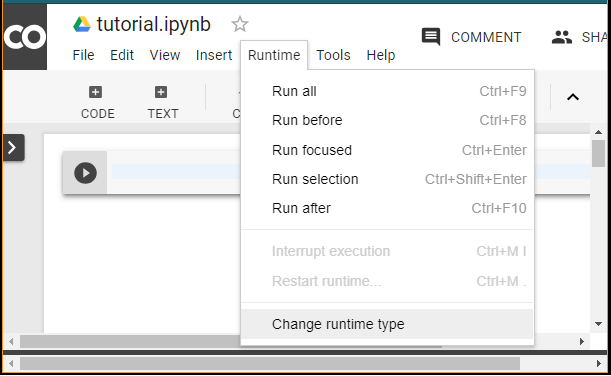 CO
tutorial.ipynb
File Edit View Insert Runtime Tools Help
COMMENT
CODE TEXT
Run all Ctrl+F9
Run before Ctrl+F8
Run focused Ctrl+Enter
Run selection Ctrl+Shift+Enter
Run after Ctrl+F10
Interrupt execution Ctrl+M I
Restart runtime... Ctrl+M .
Change runtime type